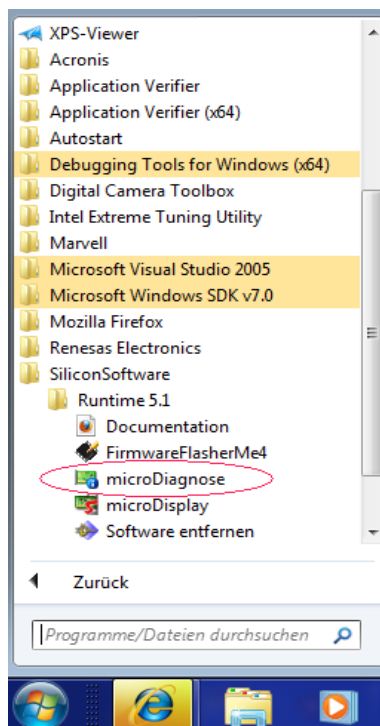 XPS-Viewer
Acronis
Application Verifier
Application Verifier (x64)
Autostart
Debugging Tools for Windows (x64)
Digital Camera Toolbox
Intel Extreme Tuning Utility
Marvell
Microsoft Visual Studio 2005
Microsoft Windows SDK v7.0
Mozilla Firefox
Renesas Electronics
SiliconSoftware
Runtime 5.1
Documentation
FirmwareFlasherMe4
microDiagnose
microDisplay
Software entfernen
Zurück
Programme/Dateien durchsuchen